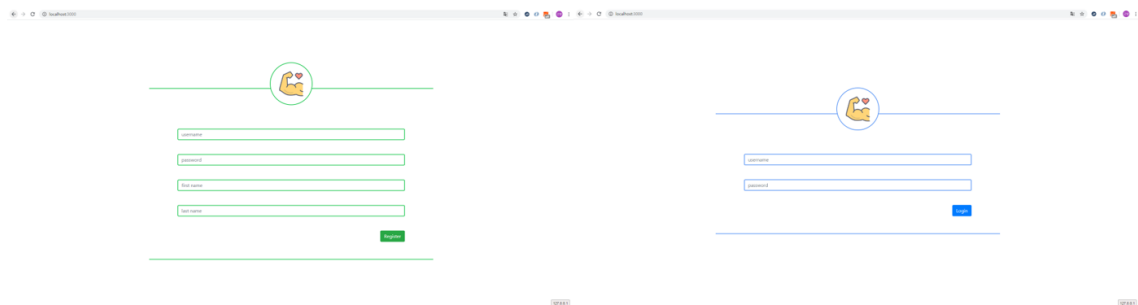 localhost:3000
username
password
first name
last name
Register
localhost:3000
username
password
Login